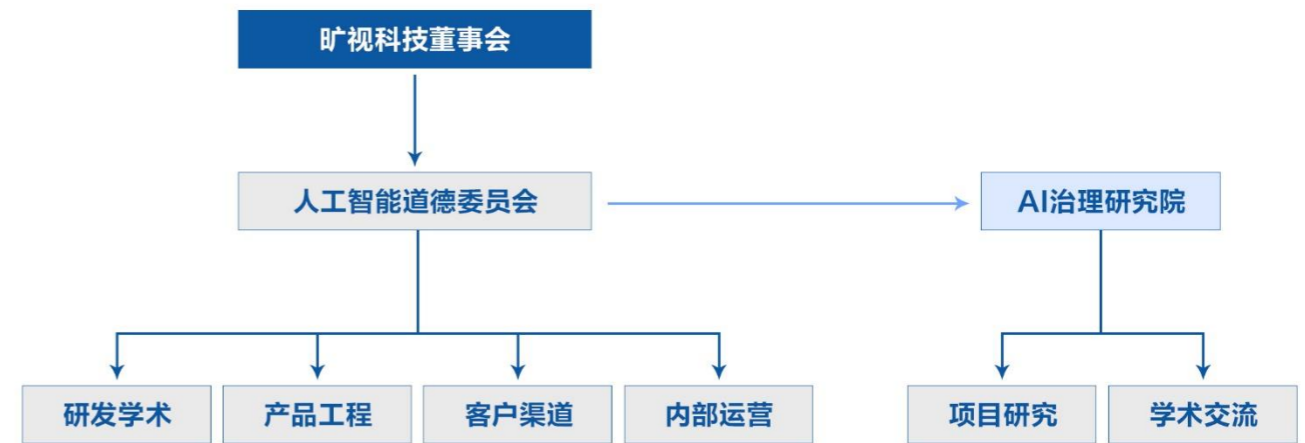 旷视科技董事会
人工智能道德委员会
AI治理研究院
研发学术
产品工程
客户渠道
内部运营
项目研究
学术交流